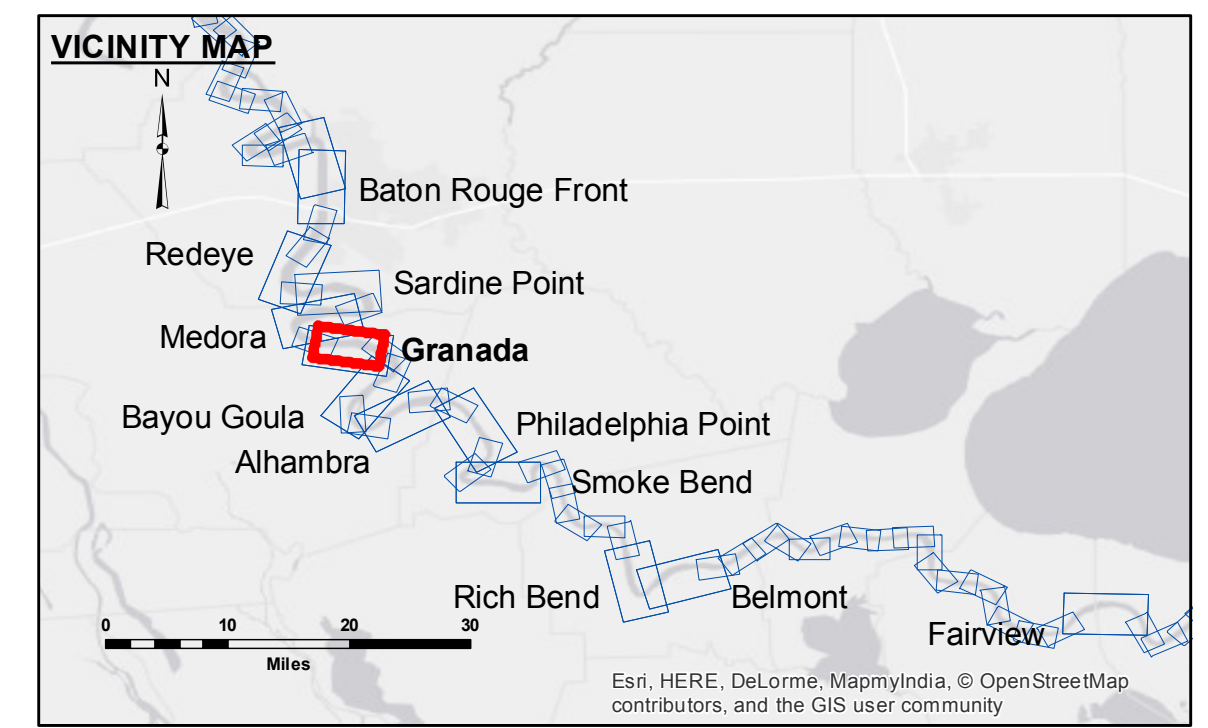 VICINITY MAP
N
Baton Rouge Front
Redeye
Sardine Point
Medora
Granada
Bayou Goula
Philadelphia Point
Alhambra
Smoke Bend
Rich Bend
Belmont
Fairview
0 10 20 30
Miles
Esri, HERE, DeLorme, MapmyIndia, © OpenStreetMap
contributors, and the GIS user community